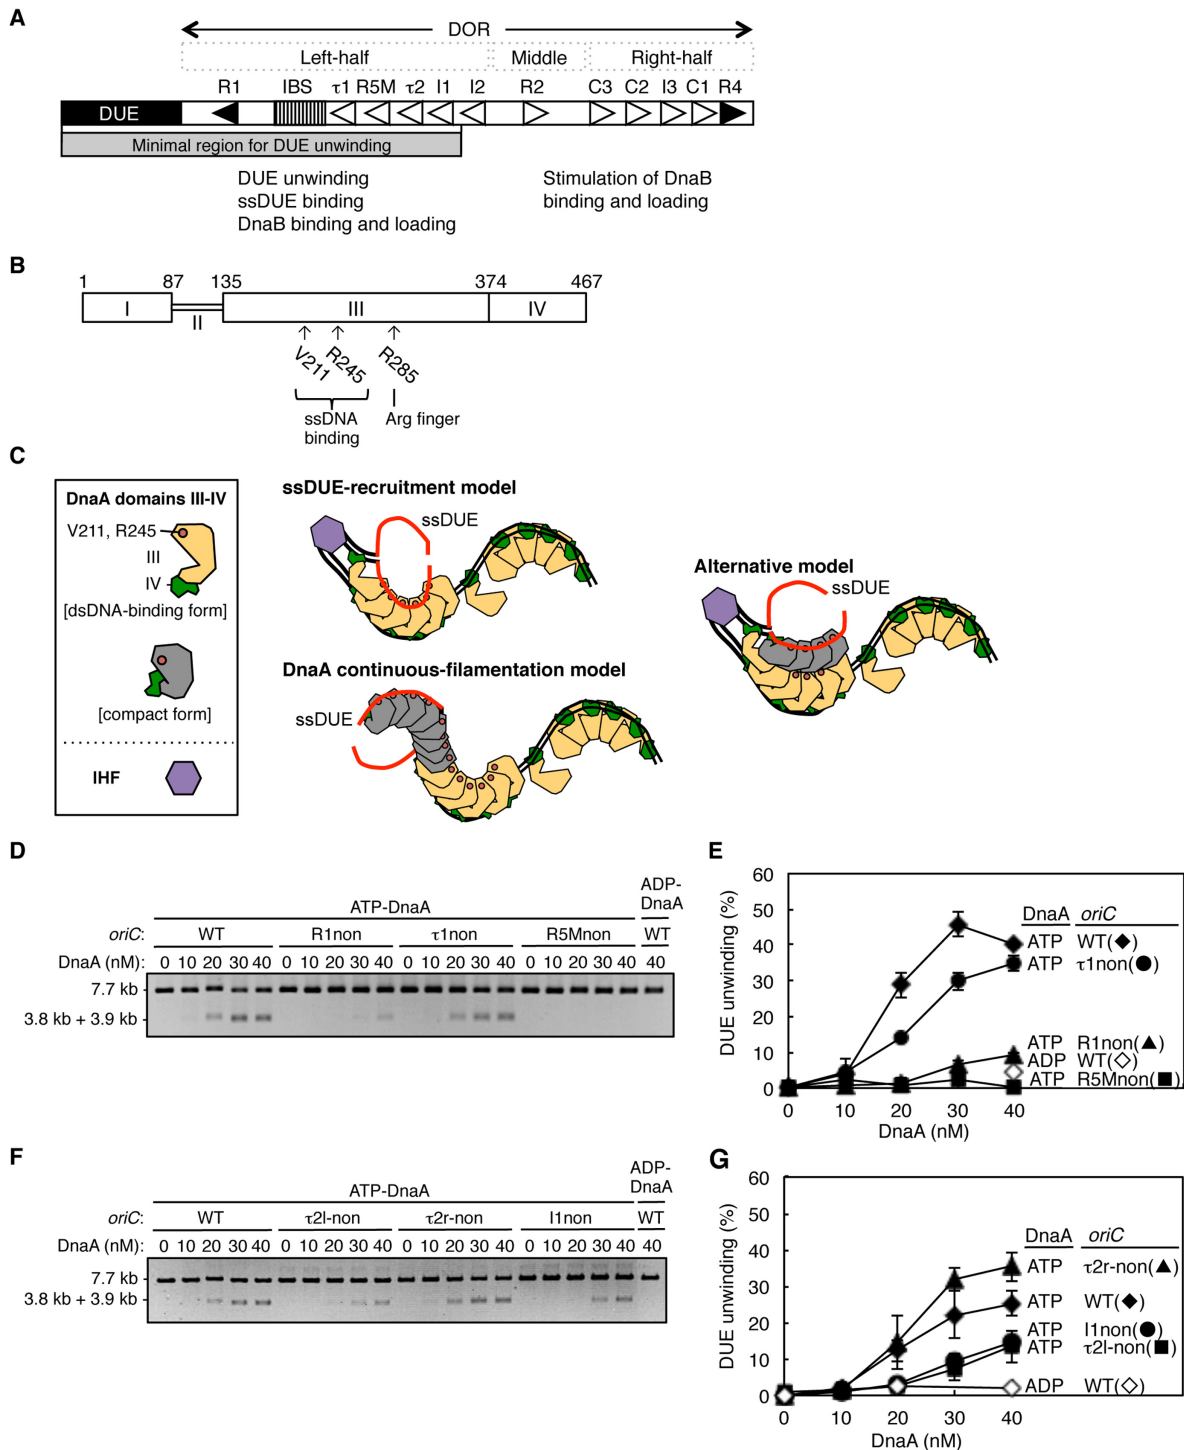 A
DOR
Left-half Middle Right-half
R1 IBS τ1 R5M τ2 I1 I2 R2 C3 C2 I3 C1 R4
DUE
Minimal region for DUE unwinding
DUE unwinding
ssDUE binding
DnaB binding and loading
Stimulation of DnaB
binding and loading
B
1 87 135 374 467
I II III IV
V211 R245 R285
ssDNA
binding
Arg finger
C
DnaA domains III-IV
V211, R245
III
IV
[dsDNA-binding form]
[compact form]
IHF
ssDUE-recruitment model
ssDUE
DnaA continuous-filamentation model
ssDUE
Alternative model
ssDUE
D
ATP-DnaA
ADP-
DnaA
oriC: WT R1non τ1non R5Mnon WT
DnaA (nM): 0 10 20 30 40 0 10 20 30 40 0 10 20 30 40 0 10 20 30 40 40
7.7 kb
3.8 kb + 3.9 kb
E
DUE unwinding (%)
60
50
40
30
20
10
0
0 10 20 30 40
DnaA (nM)
DnaA oriC
ATP WT(◆)
ATP τ1non(●)
ATP R1non(▲)
ADP WT(◇)
ATP R5Mnon(■)
F
ATP-DnaA
ADP-
DnaA
oriC: WT τ2l-non τ2r-non I1non WT
DnaA (nM): 0 10 20 30 40 0 10 20 30 40 0 10 20 30 40 0 10 20 30 40 40
7.7 kb
3.8 kb + 3.9 kb
G
DUE unwinding (%)
60
50
40
30
20
10
0
0 10 20 30 40
DnaA (nM)
DnaA oriC
ATP τ2r-non(▲)
ATP WT(◆)
ATP I1non(●)
ATP τ2l-non(■)
ADP WT(◇)